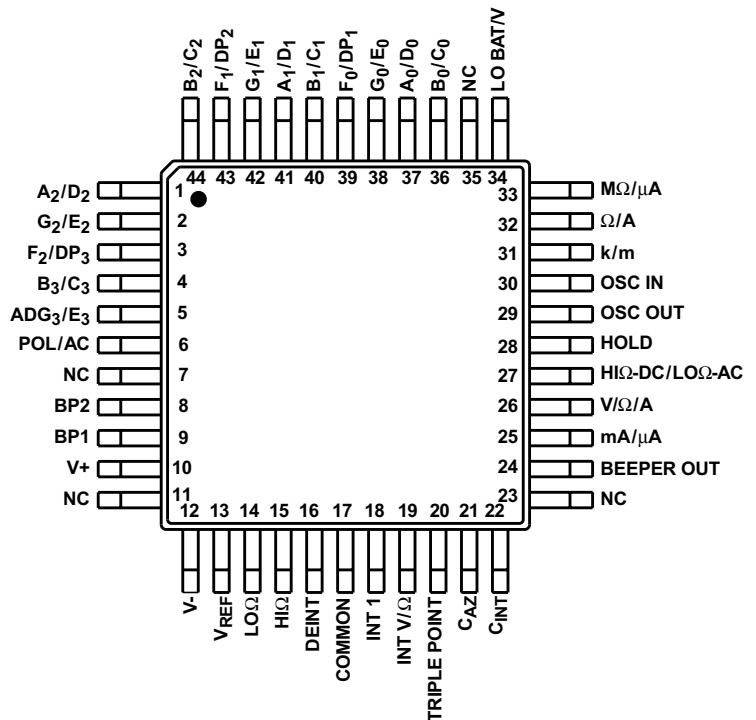 B2/C2
F1/DP2
G1/E1
A1/D1
B1/C1
F0/DP1
G0/E0
A0/D0
B0/C0
NC
LO BAT/V
44 43 42 41 40 39 38 37 36 35 34
A2/D2 1
G2/E2 2
F2/DP3 3
B3/C3 4
ADG3/E3 5
POL/AC 6
NC 7
BP2 8
BP1 9
V+ 10
NC 11
33 MΩ/μA
32 Ω/A
31 k/m
30 OSC IN
29 OSC OUT
28 HOLD
27 HIΩ-DC/LOΩ-AC
26 V/Ω/A
25 mA/μA
24 BEEPER OUT
23 NC
12 13 14 15 16 17 18 19 20 21 22
V-
VREF
LOΩ
HIΩ
DEINT
COMMON
INT 1
INT V/Ω
TRIPLE POINT
CAZ
CINT